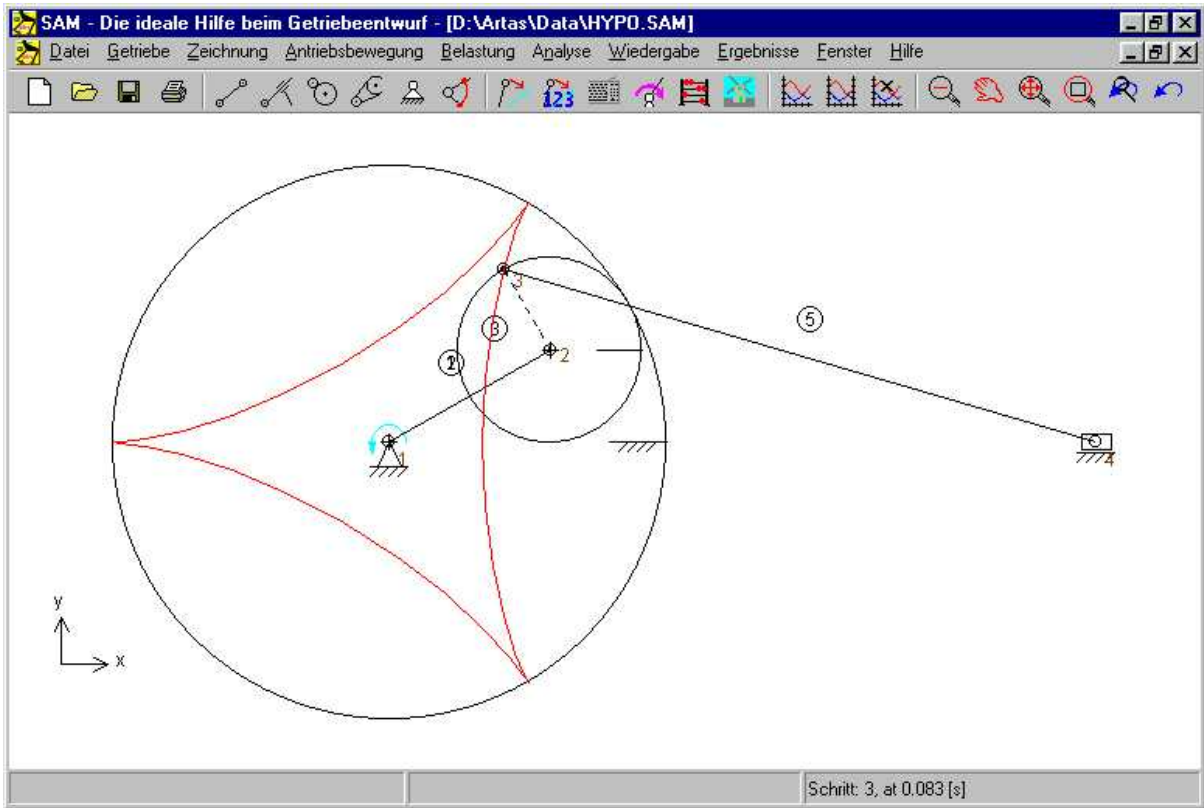 SAM - Die ideale Hilfe beim Getriebeentwurf - [D:\Artas\Data\HYPO.SAM]
Datei Getriebe Zeichnung Antriebsbewegung Belastung Analyse Wiedergabe Ergebnisse Fenster Hilfe
123
3
5
3
2
1
4
y
x
Schritt: 3, at 0.083 [s]